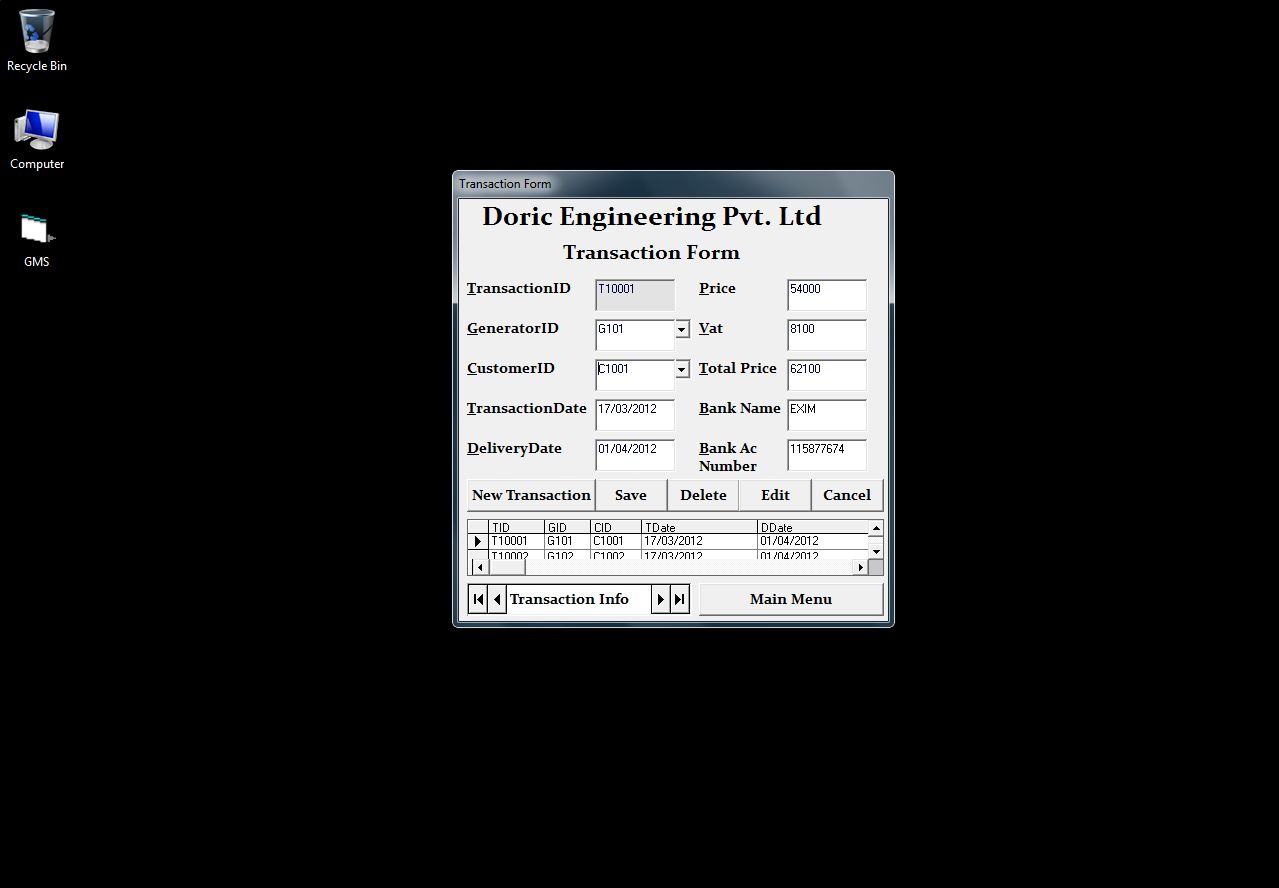 Recycle Bin
Computer
GMS
Transaction Form
Doric Engineering Pvt. Ltd
Transaction Form
TransactionID T10001 Price 54000
GeneratorID G101 Vat 8100
CustomerID C1001 Total Price 62100
TransactionDate 17/03/2012 Bank Name EXIM
DeliveryDate 01/04/2012 Bank Ac Number 115877674
New Transaction Save Delete Edit Cancel
TID GID CID TDate DDate
T10001 G101 C1001 17/03/2012 01/04/2012
T10002 G102 C1002 17/03/2012 01/04/2012
Transaction Info Main Menu